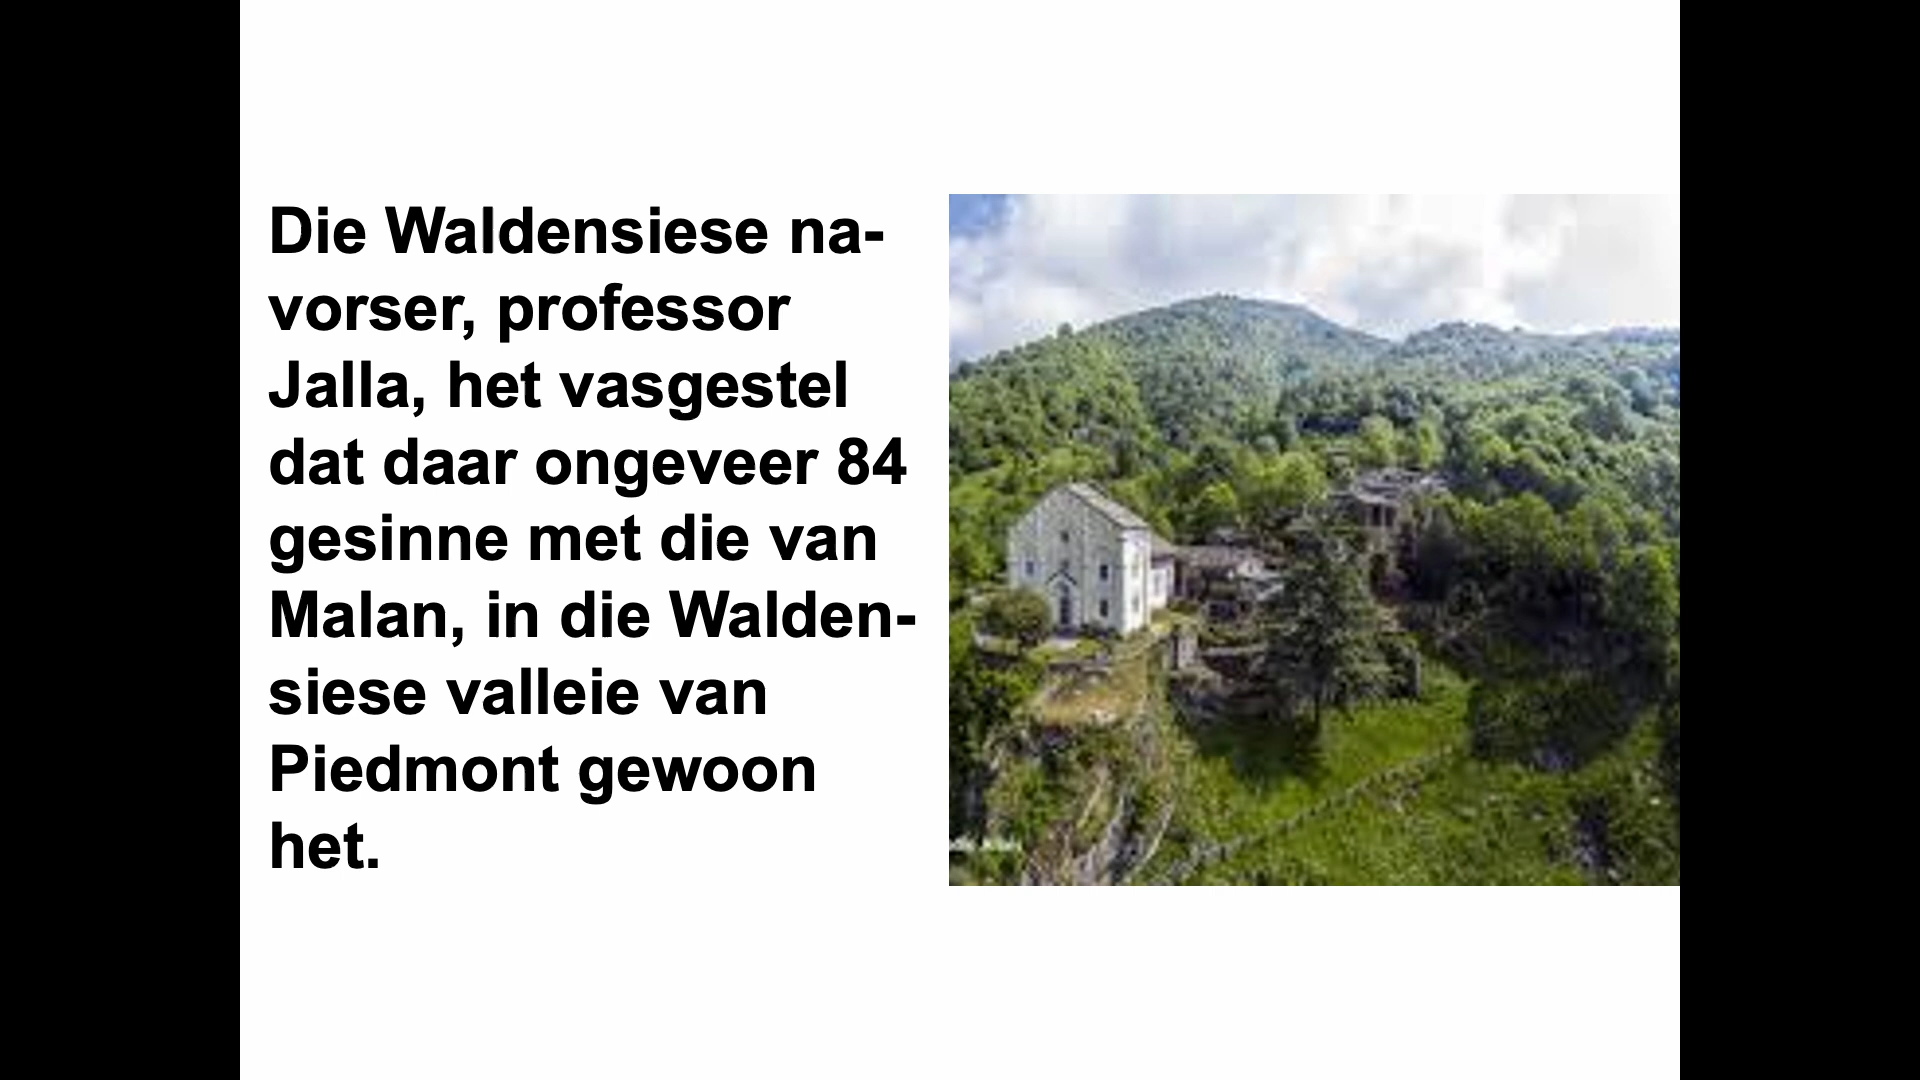 Die Waldensiese na-
vorser, professor
Jalla, het vasgestel
dat daar ongeveer 84
gesinne met die van
Malan, in die Walden-
siese valleie van
Piedmont gewoon
het.